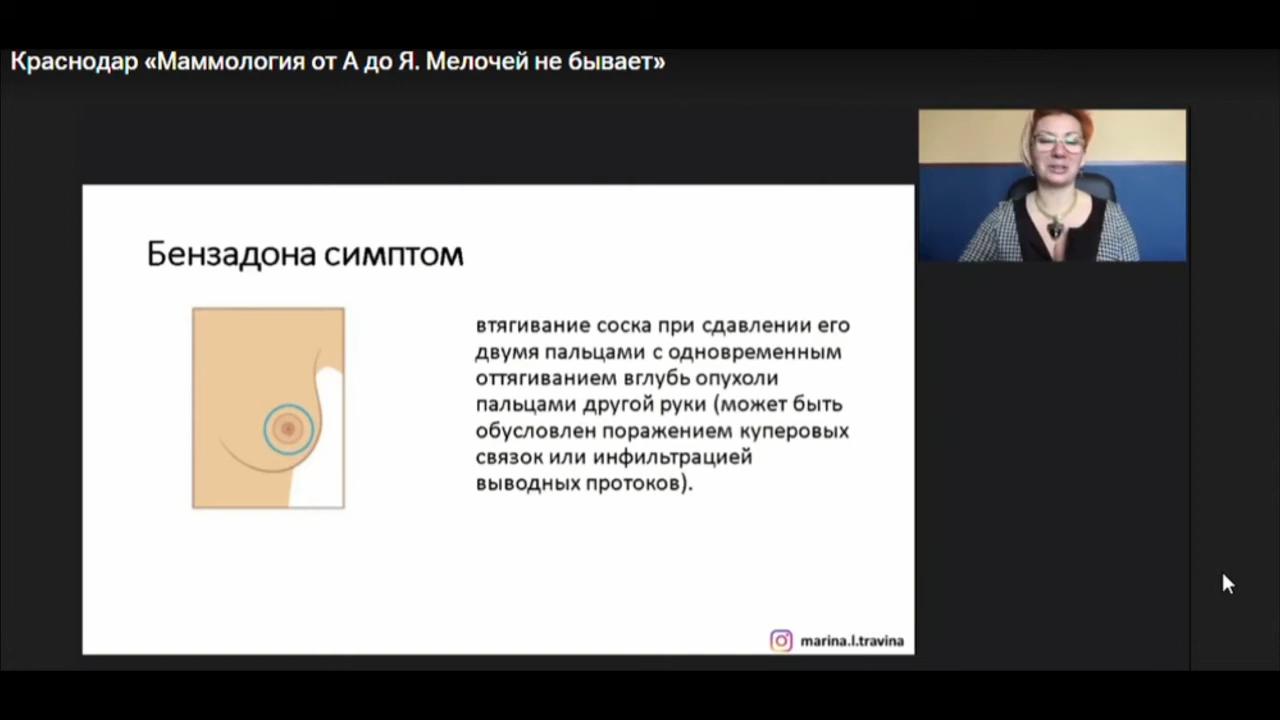 Краснодар «Маммология от А до Я. Мелочей не бывает»
Бензадона симптом
втягивание соска при сдавлении его
двумя пальцами с одновременным
оттягиванием вглубь опухоли
пальцами другой руки (может быть
обусловлен поражением куперовых
связок или инфильтрацией
выводных протоков).
marina.l.travina